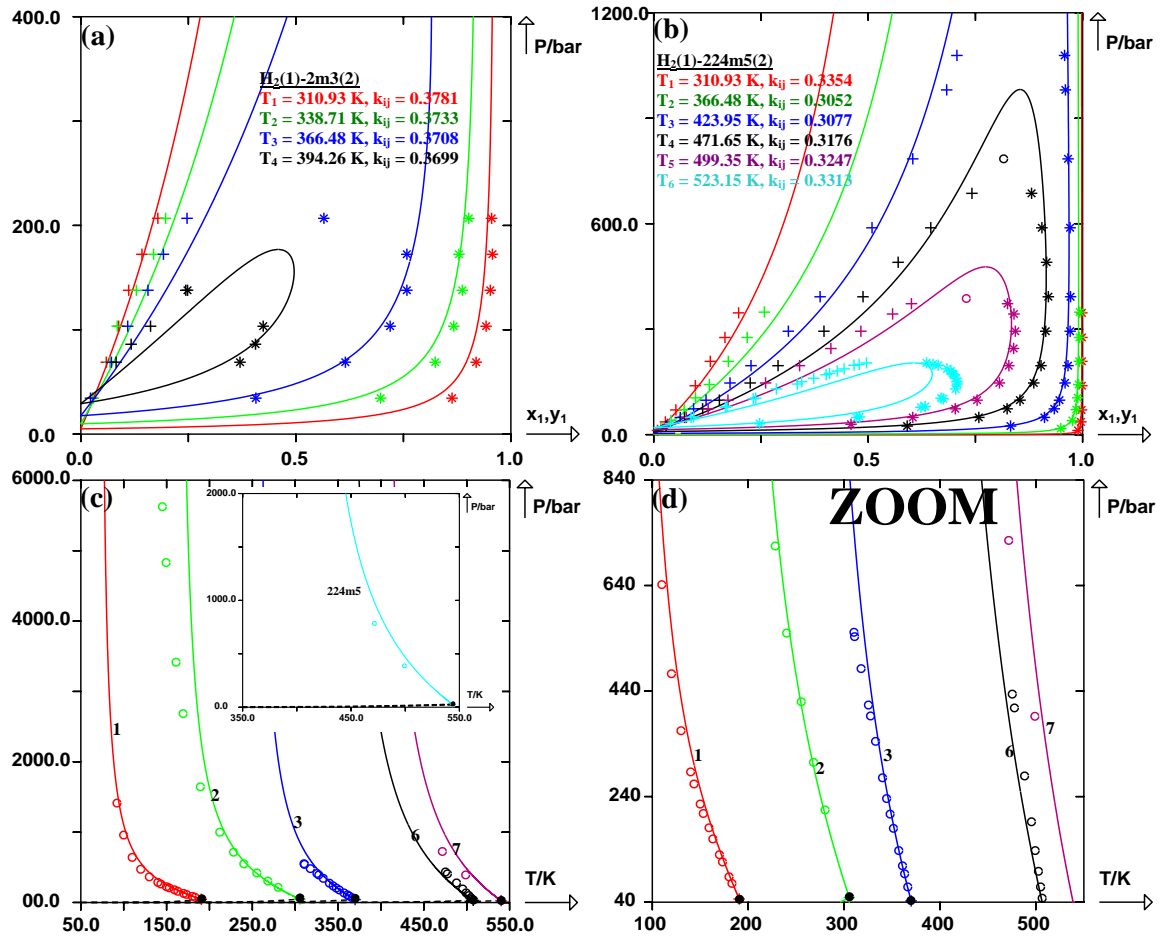 400.0
(a)
P/bar
H2(1)-2m3(2)
T1 = 310.93 K, kij = 0.3781
T2 = 338.71 K, kij = 0.3733
T3 = 366.48 K, kij = 0.3708
T4 = 394.26 K, kij = 0.3699
200.0
0.0
x1,y1
0.0
0.5
1.0
1200.0
(b)
P/bar
H2(1)-224m5(2)
T1 = 310.93 K, kij = 0.3354
T2 = 366.48 K, kij = 0.3052
T3 = 423.95 K, kij = 0.3077
T4 = 471.65 K, kij = 0.3176
T5 = 499.35 K, kij = 0.3247
T6 = 523.15 K, kij = 0.3313
600.0
0.0
x1,y1
0.0
0.5
1.0
6000.0
(c)
P/bar
2000.0
P/bar
1000.0
224m5
0.0
T/K
350.0
450.0
550.0
4000.0
2000.0
00.0
1
2
3
6
7
T/K
50.0
150.0
250.0
350.0
450.0
550.0
840
(d)
ZOOM
P/bar
640
440
240
40
1
2
3
6
7
T/K
100
200
300
400
500